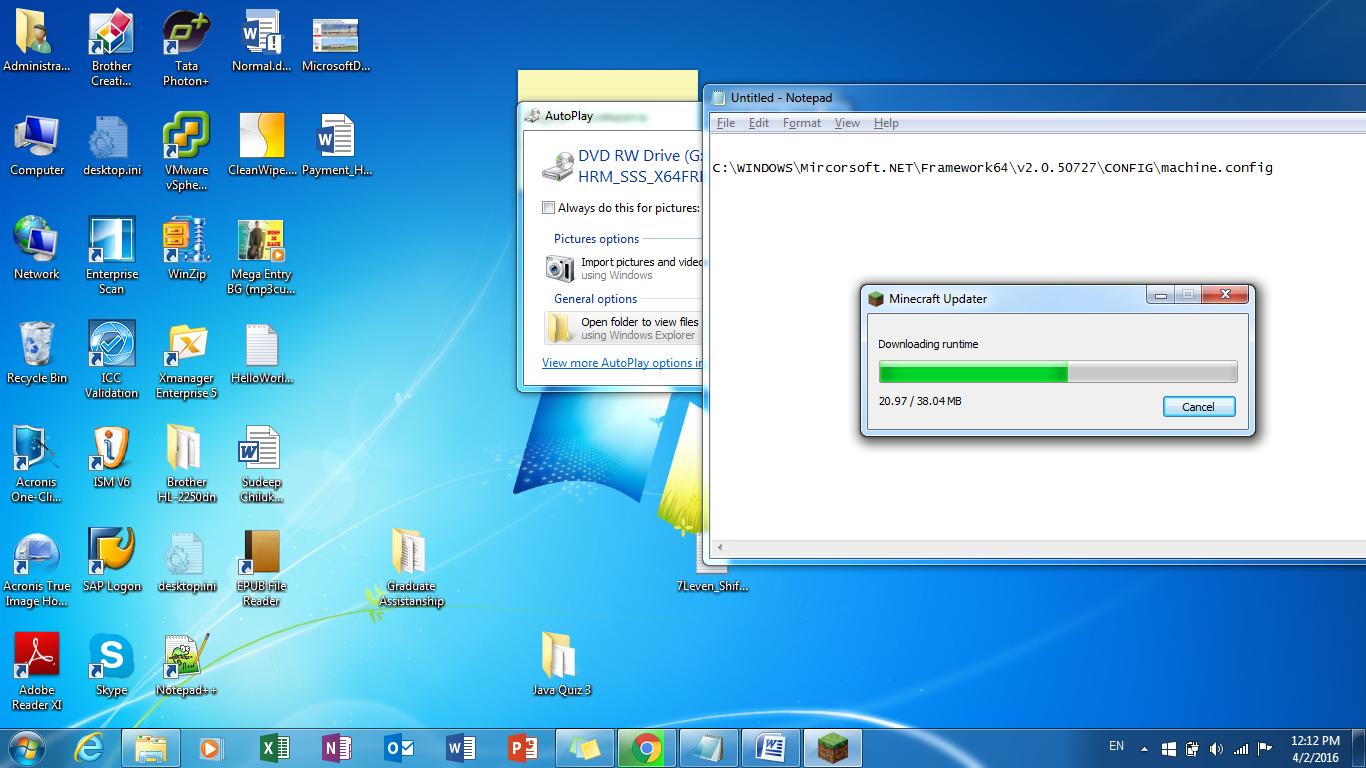 Administra...
Brother
Creati...
Tata
Photon+
Normal.d...
MicrosoftD...
Computer
desktop.ini
VMware
vSphe...
CleanWipe....
Payment_H...
Network
Enterprise
Scan
WinZip
Mega Entry
BG (mp3cu...
Recycle Bin
ICC
Validation
Xmanager
Enterprise 5
HelloWorl...
Acronis
One-Cli...
ISM V6
Brother
HL-2250dn
Sudeep
Chiluk...
Acronis True
Image Ho...
SAP Logon
desktop.ini
EPUB File
Reader
Graduate
Assistanship
7Leven_Shif...
Adobe
Reader XI
Skype
Notepad++
Java Quiz 3
AutoPlay
DVD RW Drive (G:
HRM_SSS_X64FRE
Always do this for pictures:
Pictures options
Import pictures and video
using Windows
General options
Open folder to view files
using Windows Explorer
View more AutoPlay options in
Untitled - Notepad
File Edit Format View Help
C:\WINDOWS\Mircorsoft.NET\Framework64\v2.0.50727\CONFIG\machine.config
Minecraft Updater
Downloading runtime
20.97 / 38.04 MB
Cancel
EN
12:12 PM
4/2/2016